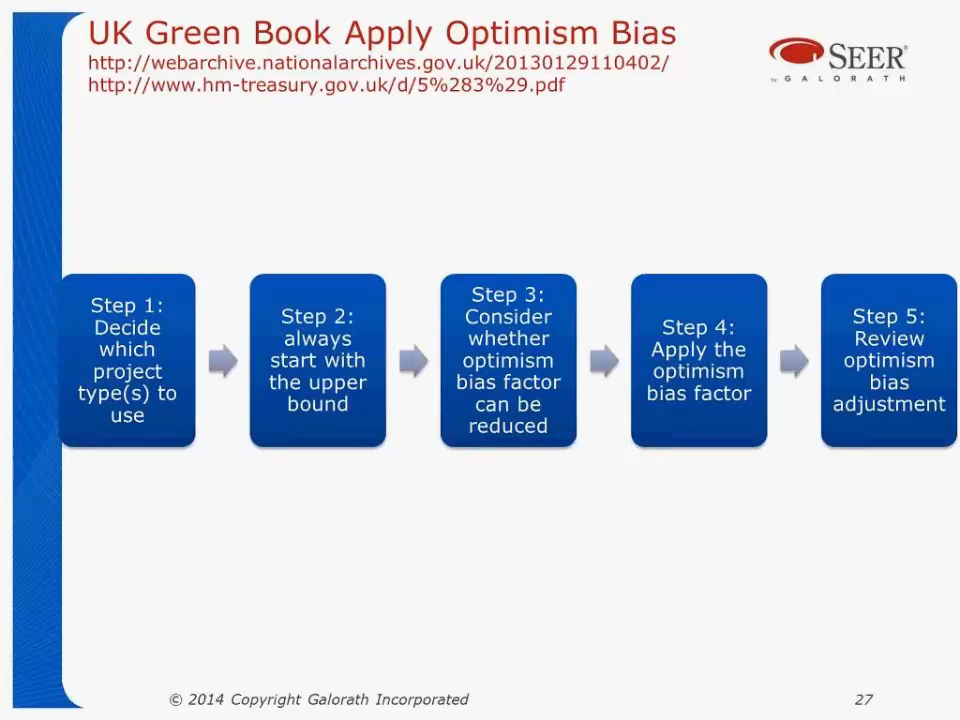 UK Green Book Apply Optimism Bias
http://webarchive.nationalarchives.gov.uk/20130129110402/
http://www.hm-treasury.gov.uk/d/5%283%29.pdf
SEER
by GALORATH
Step 1:
Decide
which
project
type(s) to
use
Step 2:
always
start with
the upper
bound
Step 3:
Consider
whether
optimism
bias factor
can be
reduced
Step 4:
Apply the
optimism
bias factor
Step 5:
Review
optimism
bias
adjustment
© 2014 Copyright Galorath Incorporated
27